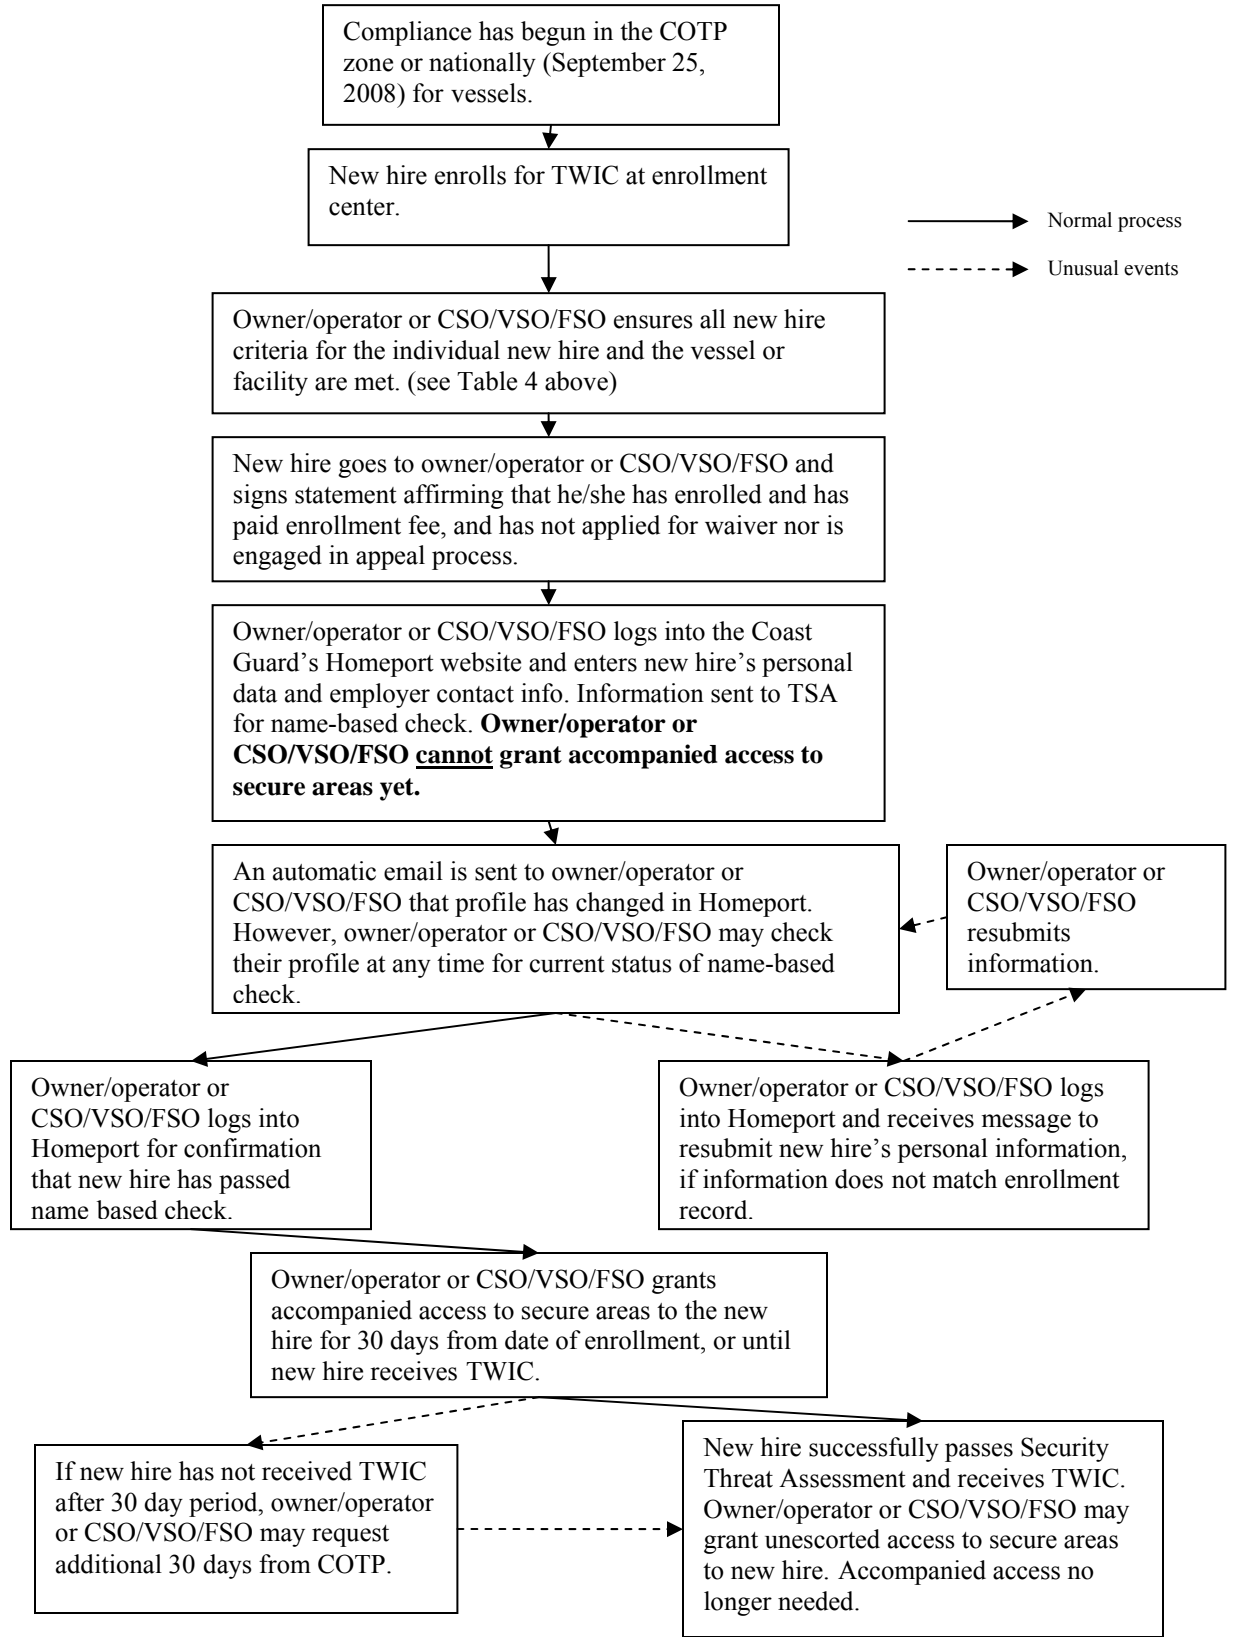 Compliance has begun in the COTP
zone or nationally (September 25,
2008) for vessels.
New hire enrolls for TWIC at enrollment
center.
Normal process
Unusual events
Owner/operator or CSO/VSO/FSO ensures all new hire
criteria for the individual new hire and the vessel or
facility are met. (see Table 4 above)
New hire goes to owner/operator or CSO/VSO/FSO and
signs statement affirming that he/she has enrolled and has
paid enrollment fee, and has not applied for waiver nor is
engaged in appeal process.
Owner/operator or CSO/VSO/FSO logs into the Coast
Guard’s Homeport website and enters new hire’s personal
data and employer contact info. Information sent to TSA
for name-based check. Owner/operator or
CSO/VSO/FSO cannot grant accompanied access to
secure areas yet.
An automatic email is sent to owner/operator or
CSO/VSO/FSO that profile has changed in Homeport.
However, owner/operator or CSO/VSO/FSO may check
their profile at any time for current status of name-based
check.
Owner/operator or
CSO/VSO/FSO
resubmits
information.
Owner/operator or
CSO/VSO/FSO logs into
Homeport for confirmation
that new hire has passed
name based check.
Owner/operator or CSO/VSO/FSO logs
into Homeport and receives message to
resubmit new hire’s personal information,
if information does not match enrollment
record.
Owner/operator or CSO/VSO/FSO grants
accompanied access to secure areas to the new
hire for 30 days from date of enrollment, or until
new hire receives TWIC.
If new hire has not received TWIC
after 30 day period, owner/operator
or CSO/VSO/FSO may request
additional 30 days from COTP.
New hire successfully passes Security
Threat Assessment and receives TWIC.
Owner/operator or CSO/VSO/FSO may
grant unescorted access to secure areas
to new hire. Accompanied access no
longer needed.